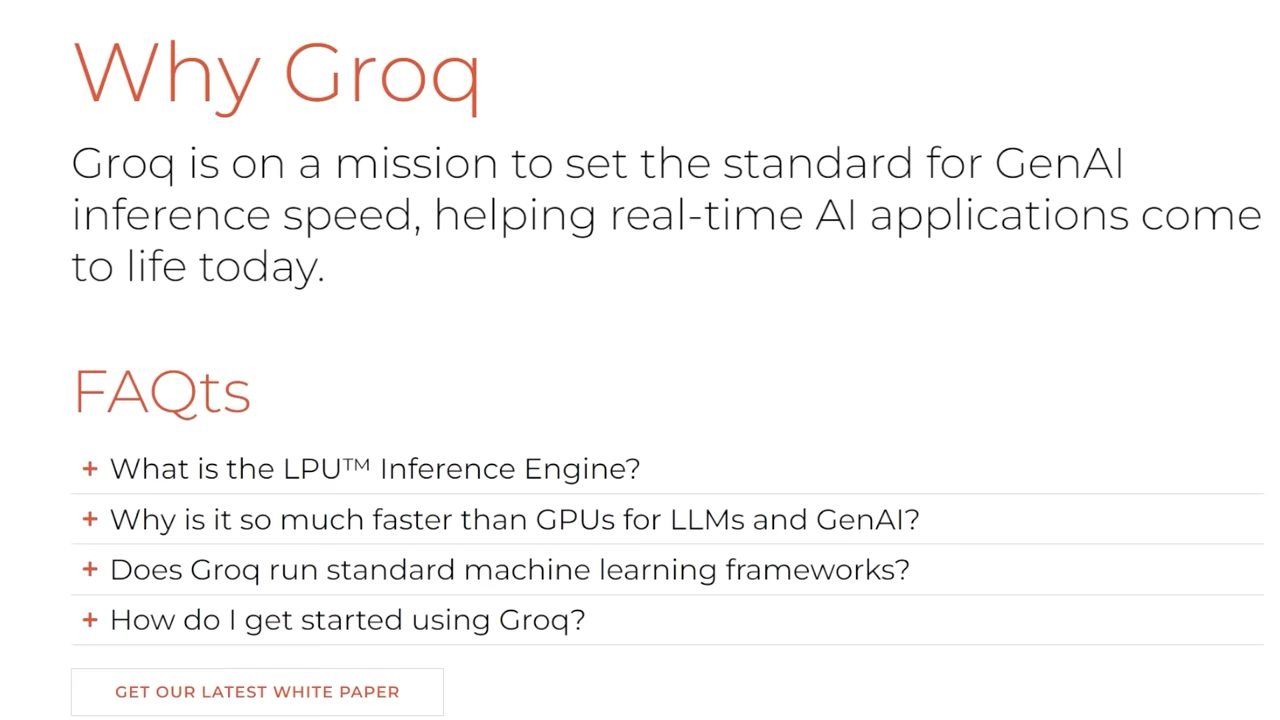 Why Groq
Groq is on a mission to set the standard for GenAI
inference speed, helping real-time AI applications come
to life today.
FAQts
+ What is the LPU™ Inference Engine?
+ Why is it so much faster than GPUs for LLMs and GenAI?
+ Does Groq run standard machine learning frameworks?
+ How do I get started using Groq?
GET OUR LATEST WHITE PAPER